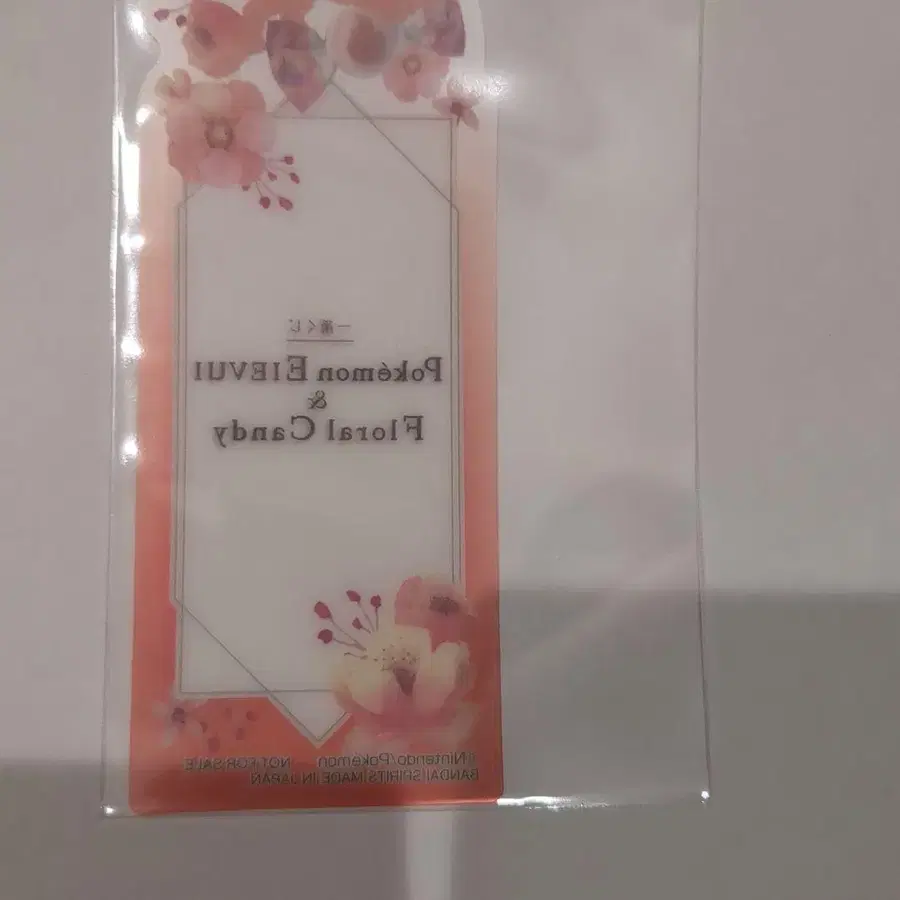 一番くじ
Pokémon EIEVUI
&
Floral Candy
©Nintendo/Pokémon NOT FOR SALE
BANDAI SPIRITS MADE IN JAPAN